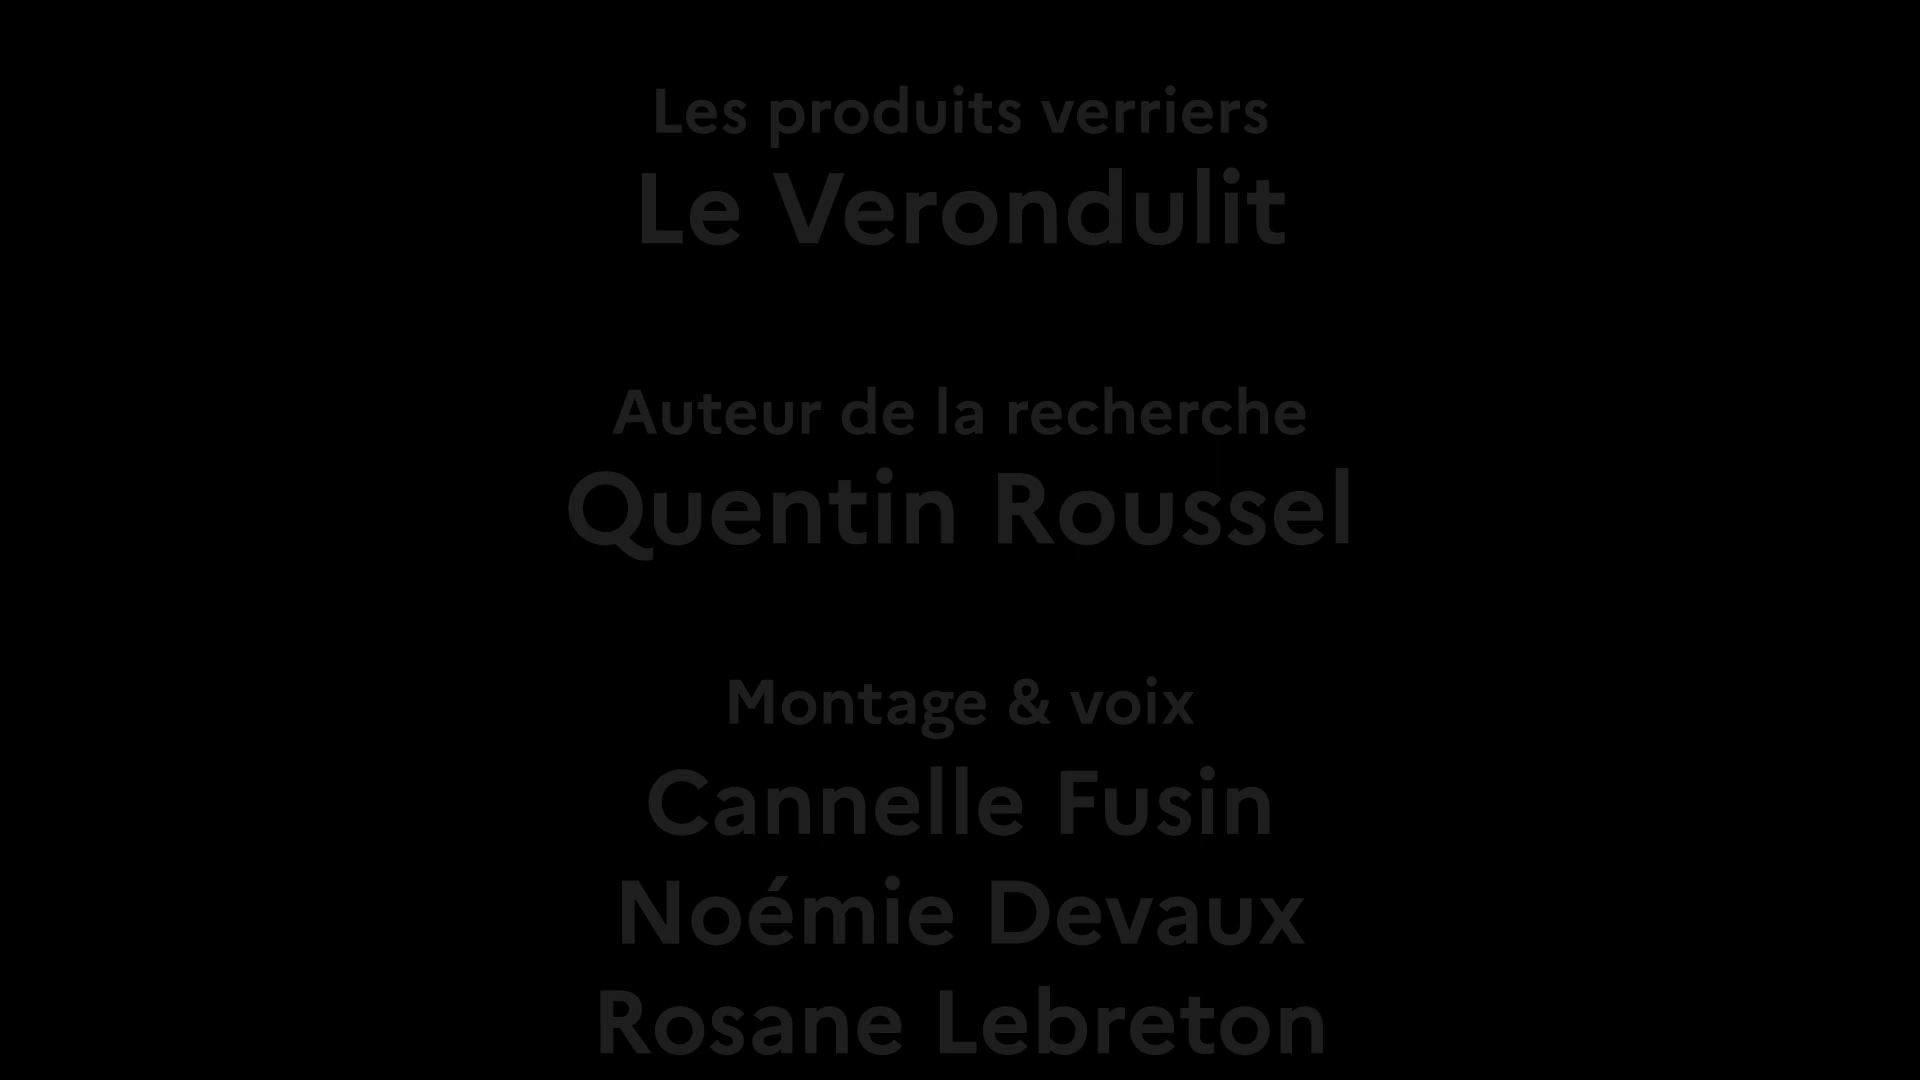 Les produits verriers
Le Verondulit
Auteur de la recherche
Quentin Roussel
Montage & voix
Cannelle Fusin
Noémie Devaux
Rosane Lebreton